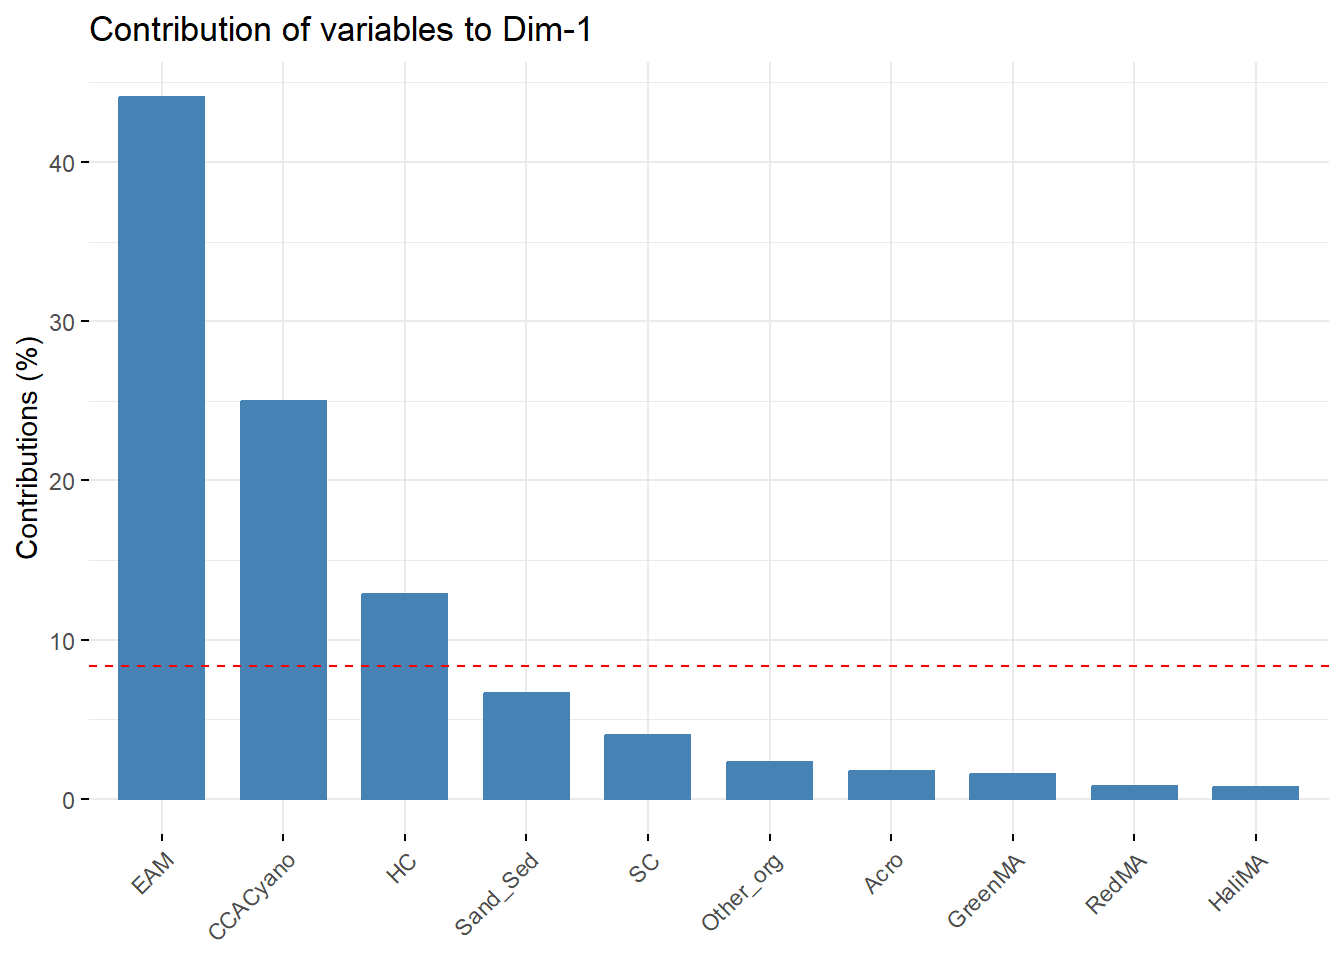 Contribution of variables to Dim-1
Contributions (%)
40
30
20
10
0
EAM
CCACyano
HC
Sand_Sed
SC
Other_org
Acro
GreenMA
RedMA
HaliMA